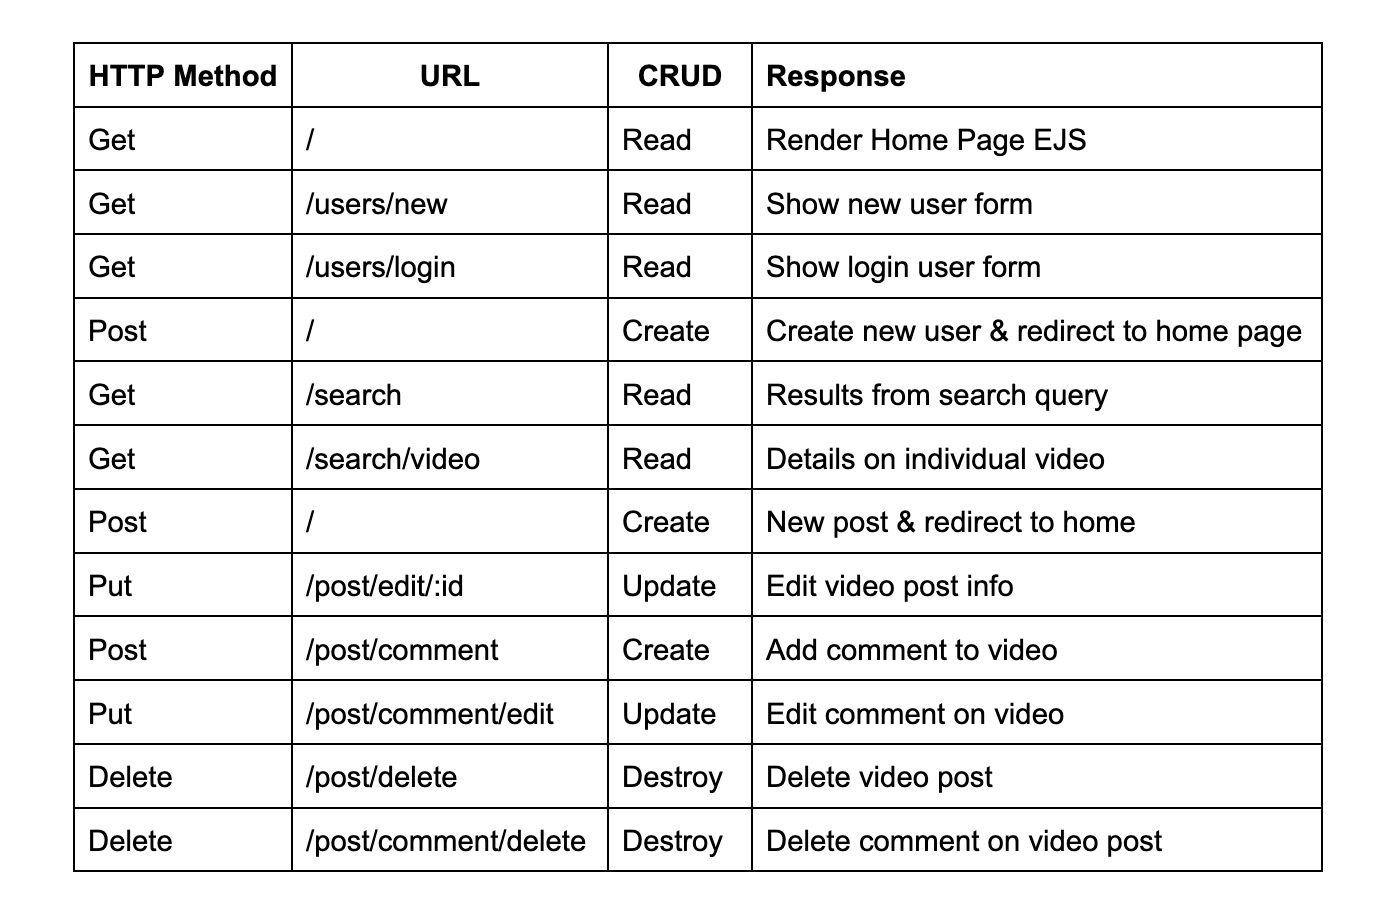 HTTP Method URL CRUD Response
Get / Read Render Home Page EJS
Get /users/new Read Show new user form
Get /users/login Read Show login user form
Post / Create Create new user & redirect to home page
Get /search Read Results from search query
Get /search/video Read Details on individual video
Post / Create New post & redirect to home
Put /post/edit/:id Update Edit video post info
Post /post/comment Create Add comment to video
Put /post/comment/edit Update Edit comment on video
Delete /post/delete Destroy Delete video post
Delete /post/comment/delete Destroy Delete comment on video post